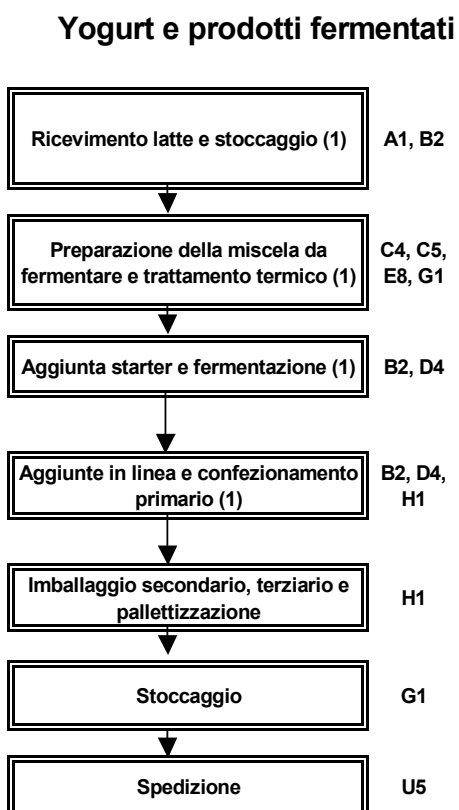 Yogurt e prodotti fermentati
Ricevimento latte e stoccaggio (1)
A1, B2
Preparazione della miscela da
fermentare e trattamento termico (1)
C4, C5,
E8, G1
Aggiunta starter e fermentazione (1)
B2, D4
Aggiunte in linea e confezionamento
primario (1)
B2, D4,
H1
Imballaggio secondario, terziario e
pallettizzazione
H1
Stoccaggio
G1
Spedizione
U5